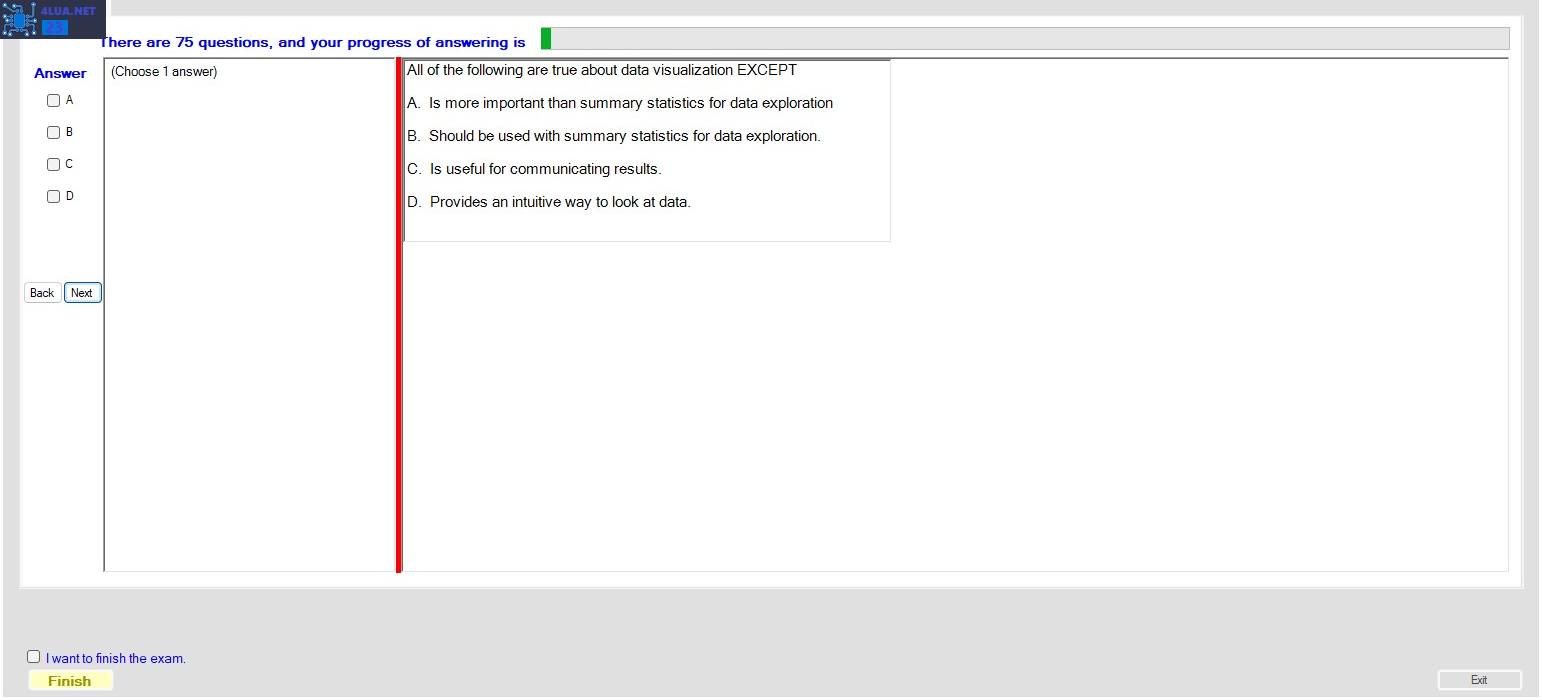 4LUA.NET
23
There are 75 questions, and your progress of answering is
Answer
(Choose 1 answer)
A
B
C
D
All of the following are true about data visualization EXCEPT
A. Is more important than summary statistics for data exploration
B. Should be used with summary statistics for data exploration.
C. Is useful for communicating results.
D. Provides an intuitive way to look at data.
Back Next
I want to finish the exam.
Finish
Exit